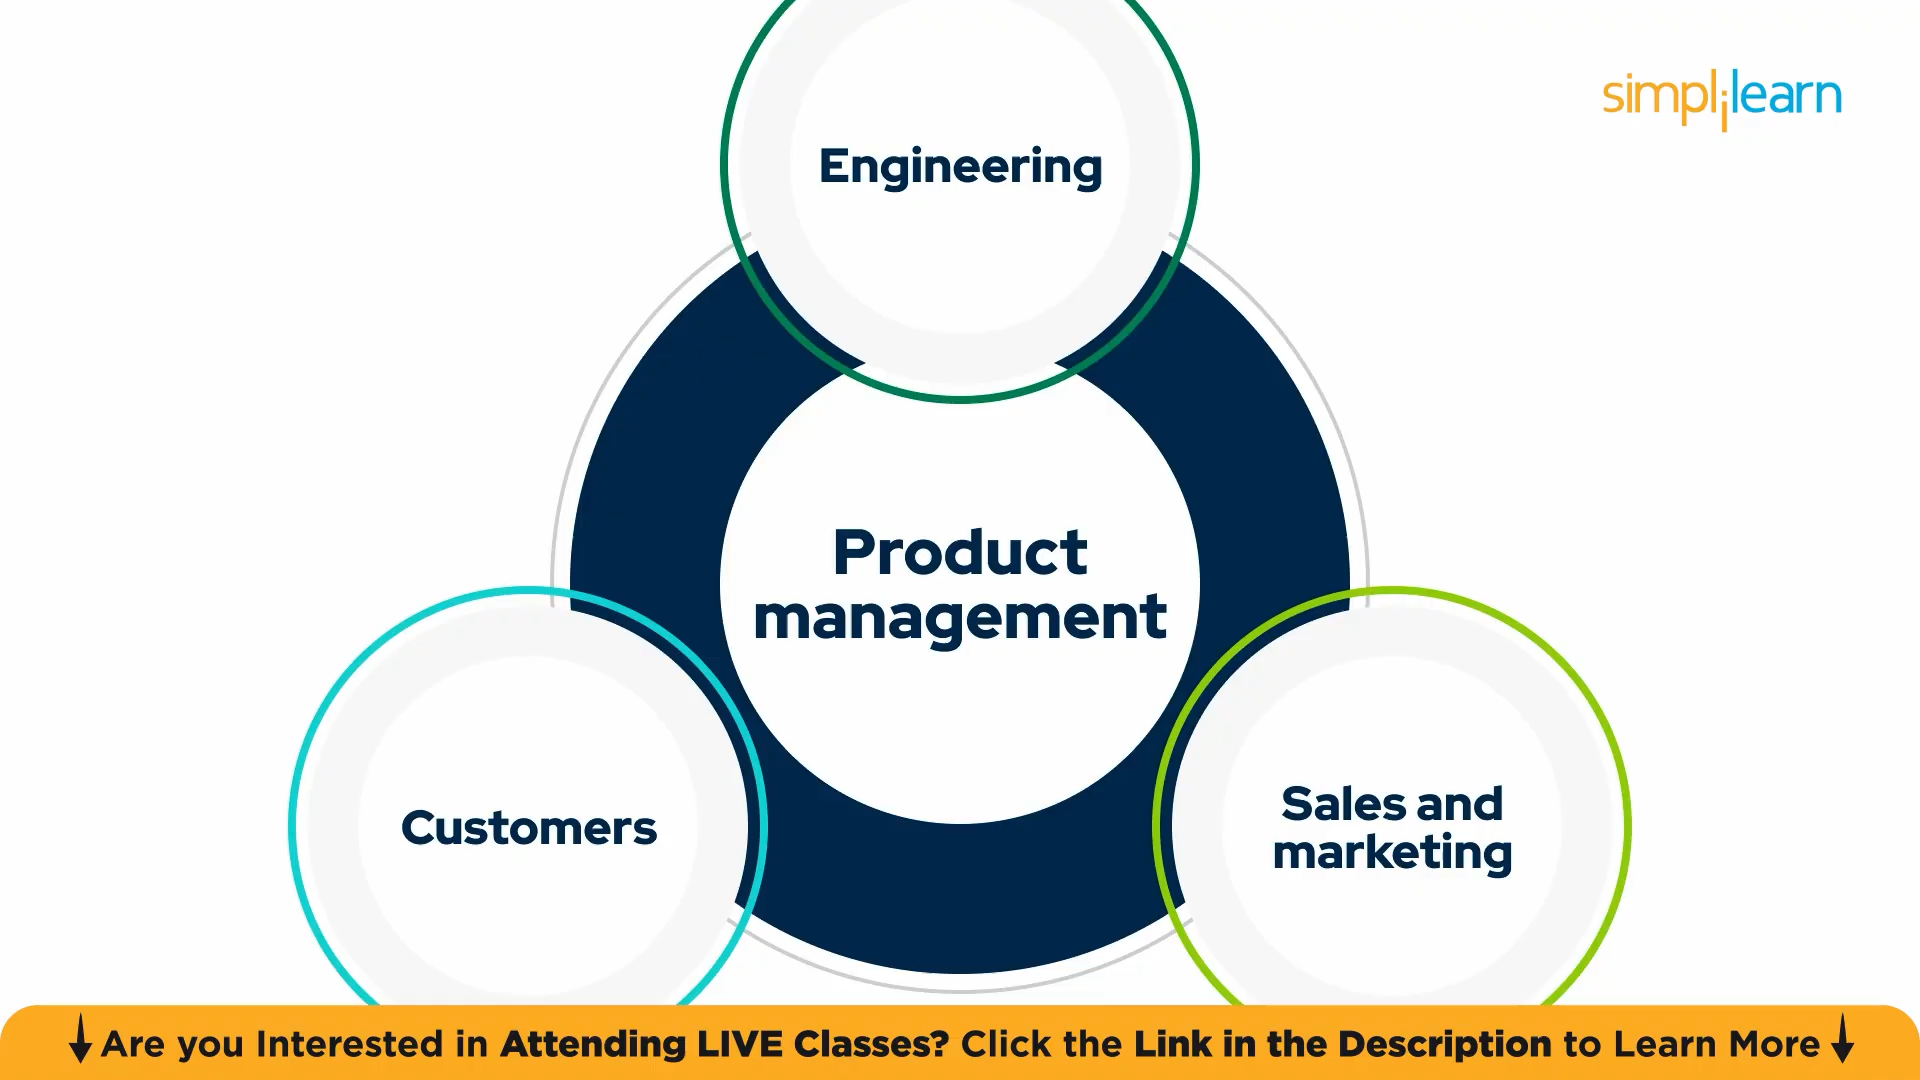 simplilearn
Engineering
Product
management
Customers
Sales and
marketing
Are you Interested in Attending LIVE Classes? Click the Link in the Description to Learn More